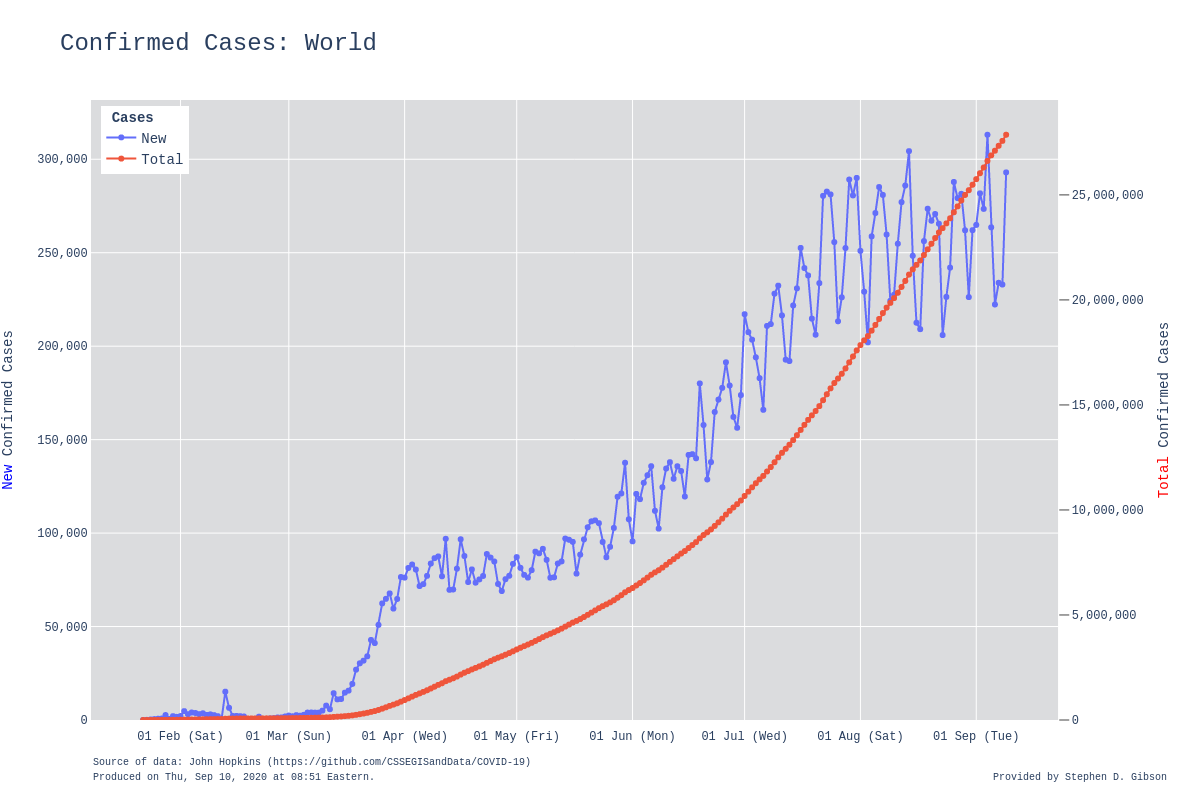 Confirmed Cases: World
Cases
New
Total
300,000
250,000
200,000
150,000
100,000
50,000
0
25,000,000
20,000,000
15,000,000
10,000,000
5,000,000
0
New Confirmed Cases
Total Confirmed Cases
01 Feb (Sat) 01 Mar (Sun) 01 Apr (Wed) 01 May (Fri) 01 Jun (Mon) 01 Jul (Wed) 01 Aug (Sat) 01 Sep (Tue)
Source of data: John Hopkins (https://github.com/CSSEGISandData/COVID-19)
Produced on Thu, Sep 10, 2020 at 08:51 Eastern.
Provided by Stephen D. Gibson